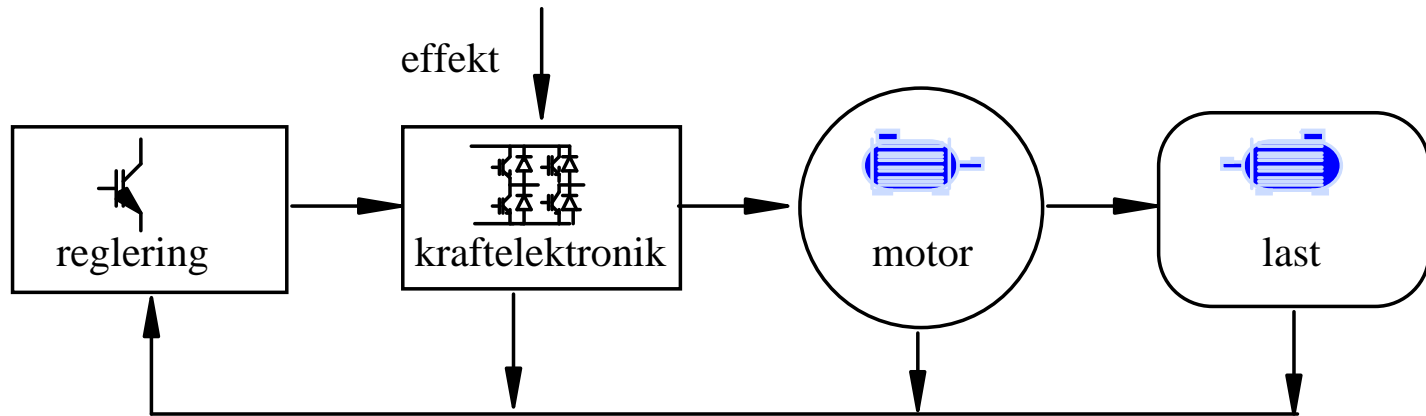 effekt
reglering
kraftelektronik
motor
last